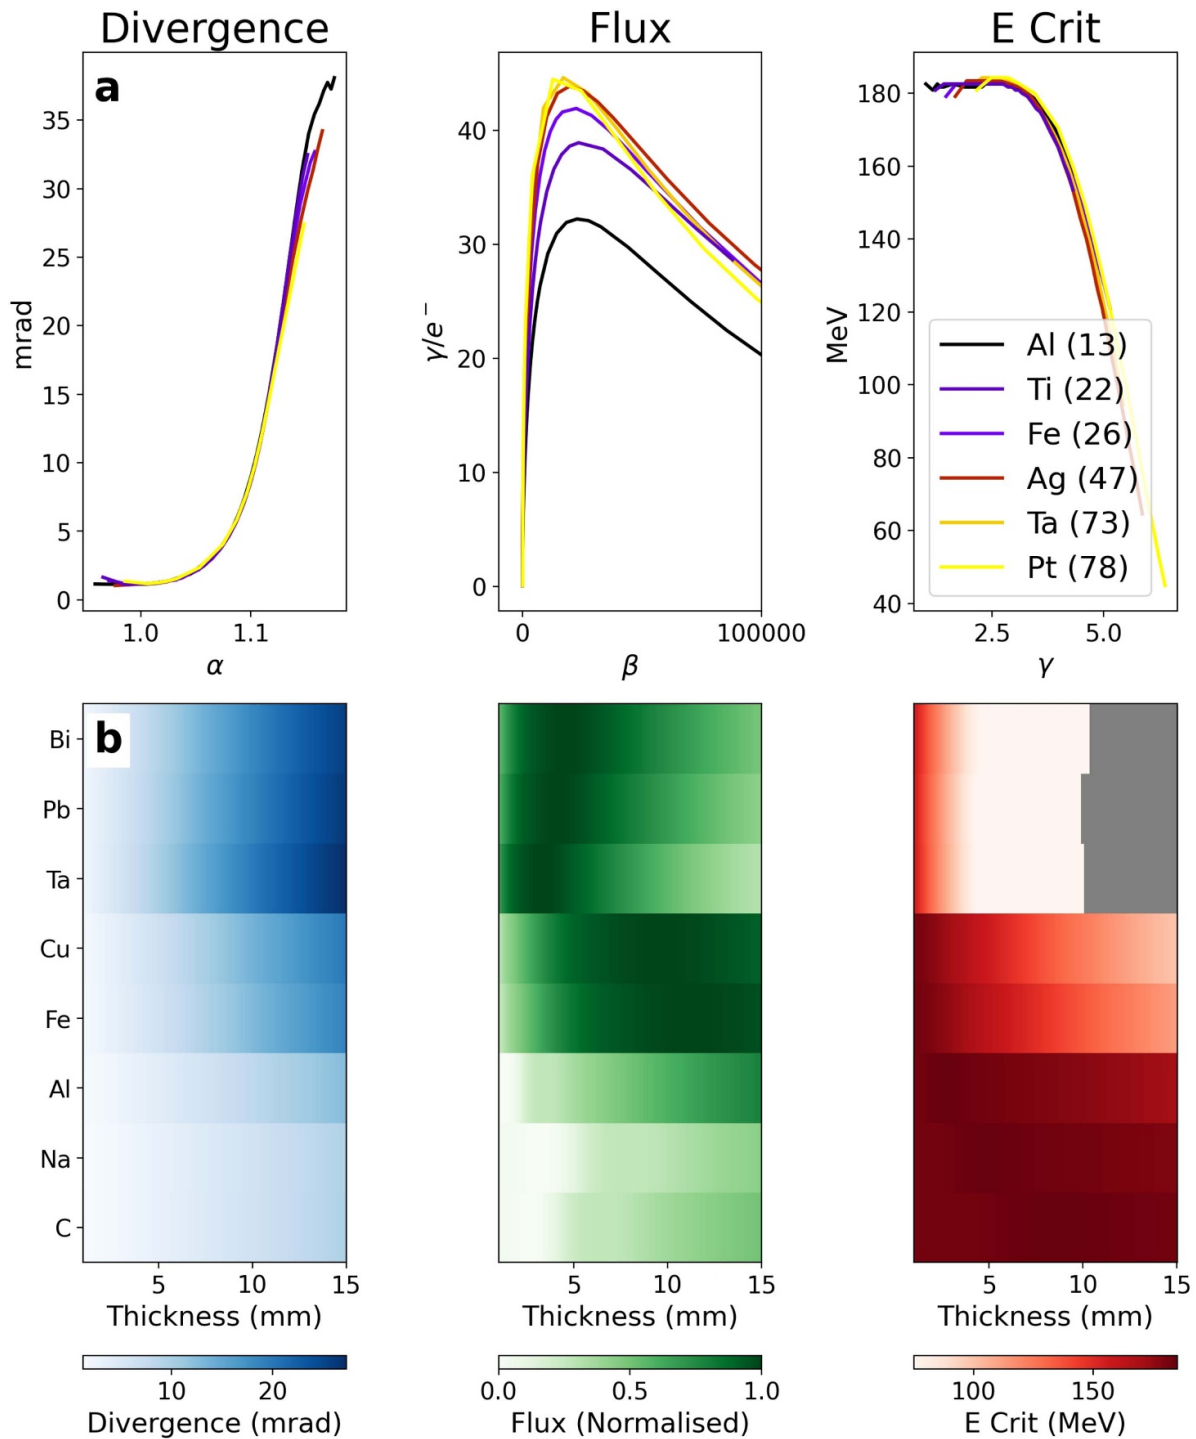 Divergence
Flux
E Crit
a
35
30
25
20
15
10
5
0
mrad
1.0
1.1
α
40
30
20
10
0
γ/e⁻
0
100000
β
180
160
140
120
100
80
60
40
MeV
Al (13)
Ti (22)
Fe (26)
Ag (47)
Ta (73)
Pt (78)
2.5
5.0
γ
b
Bi
Pb
Ta
Cu
Fe
Al
Na
C
5
10
15
Thickness (mm)
5
10
15
Thickness (mm)
5
10
15
Thickness (mm)
10
20
Divergence (mrad)
0.0
0.5
1.0
Flux (Normalised)
100
150
E Crit (MeV)